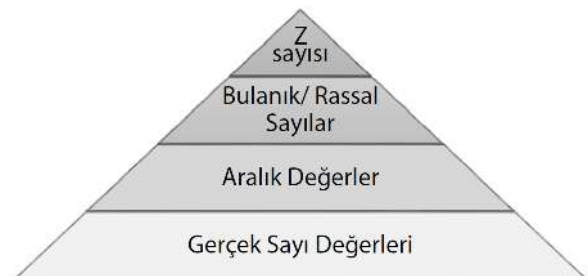 Z
sayısı
Bulanık/ Rassal
Sayılar
Aralık Değerler
Gerçek Sayı Değerleri